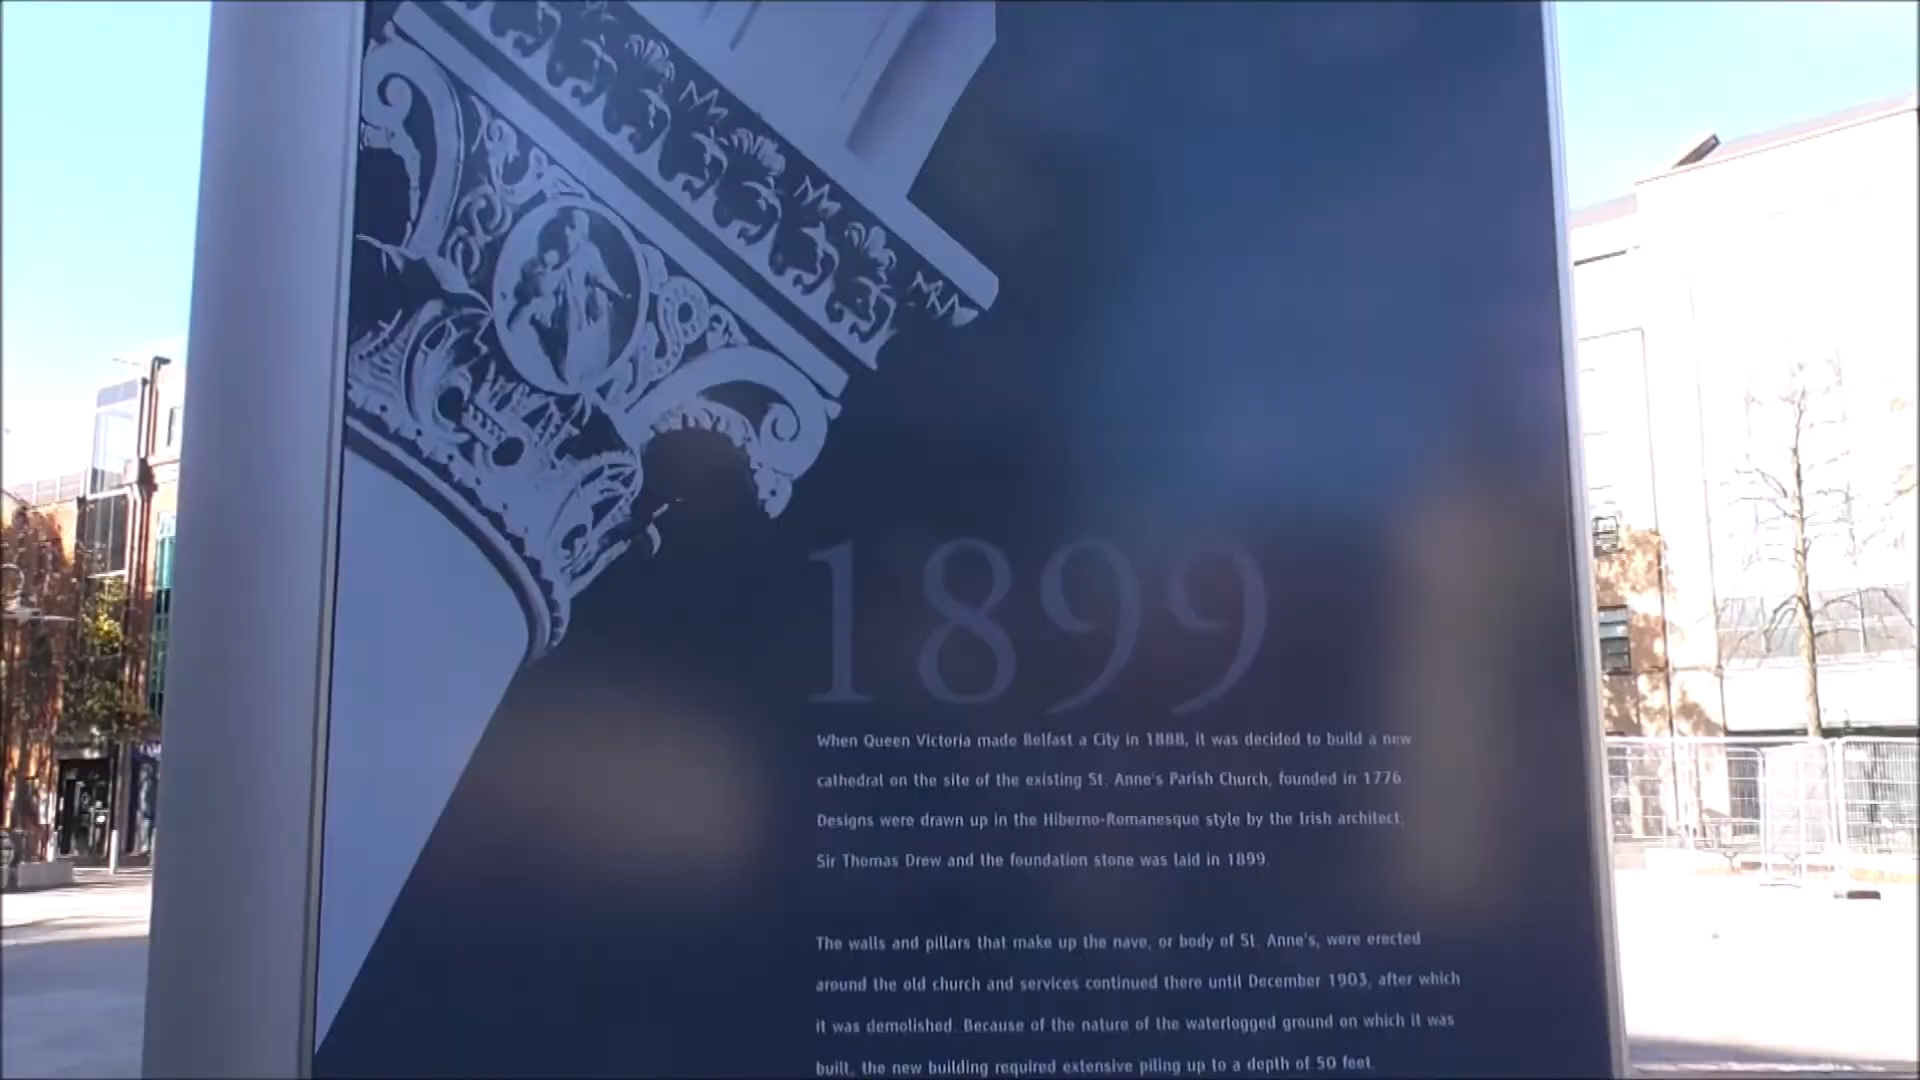 1899
When Queen Victoria made Belfast a City in 1888, it was decided to build a new
cathedral on the site of the existing St. Anne's Parish Church, founded in 1776.
Designs were drawn up in the Hiberno-Romanesque style by the Irish architect,
Sir Thomas Drew and the foundation stone was laid in 1899.
The walls and pillars that make up the nave, or body of St. Anne's, were erected
around the old church and services continued there until December 1903, after which
it was demolished. Because of the nature of the waterlogged ground on which it was
built, the new building required extensive piling up to a depth of 50 feet.